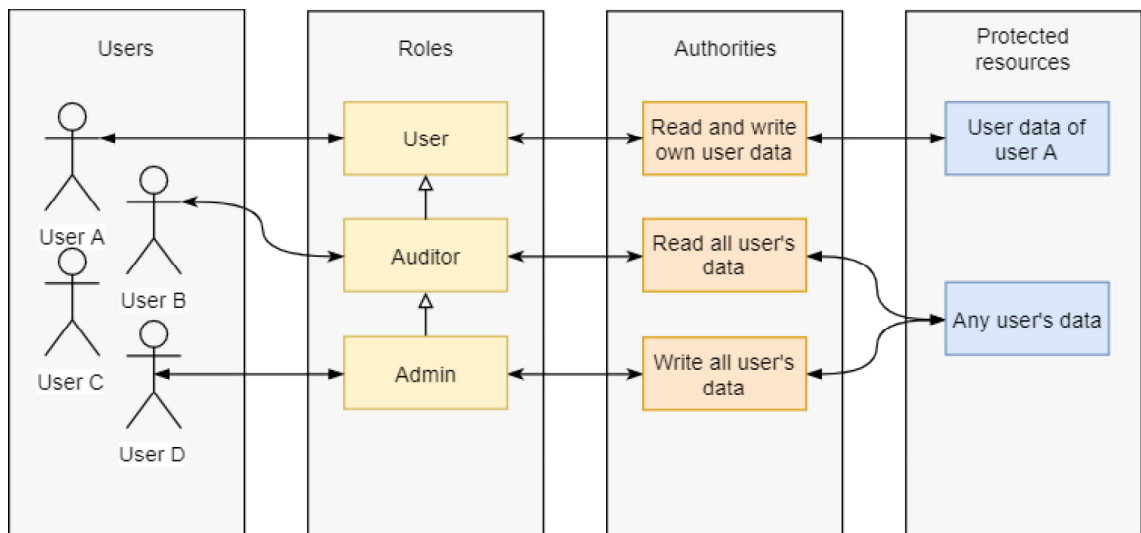 Users
Roles
Authorities
Protected
resources
User
Read and write
own user data
User data of
user A
User A
Auditor
Read all user's
data
User B
Any user's data
User C
Admin
Write all user's
data
User D